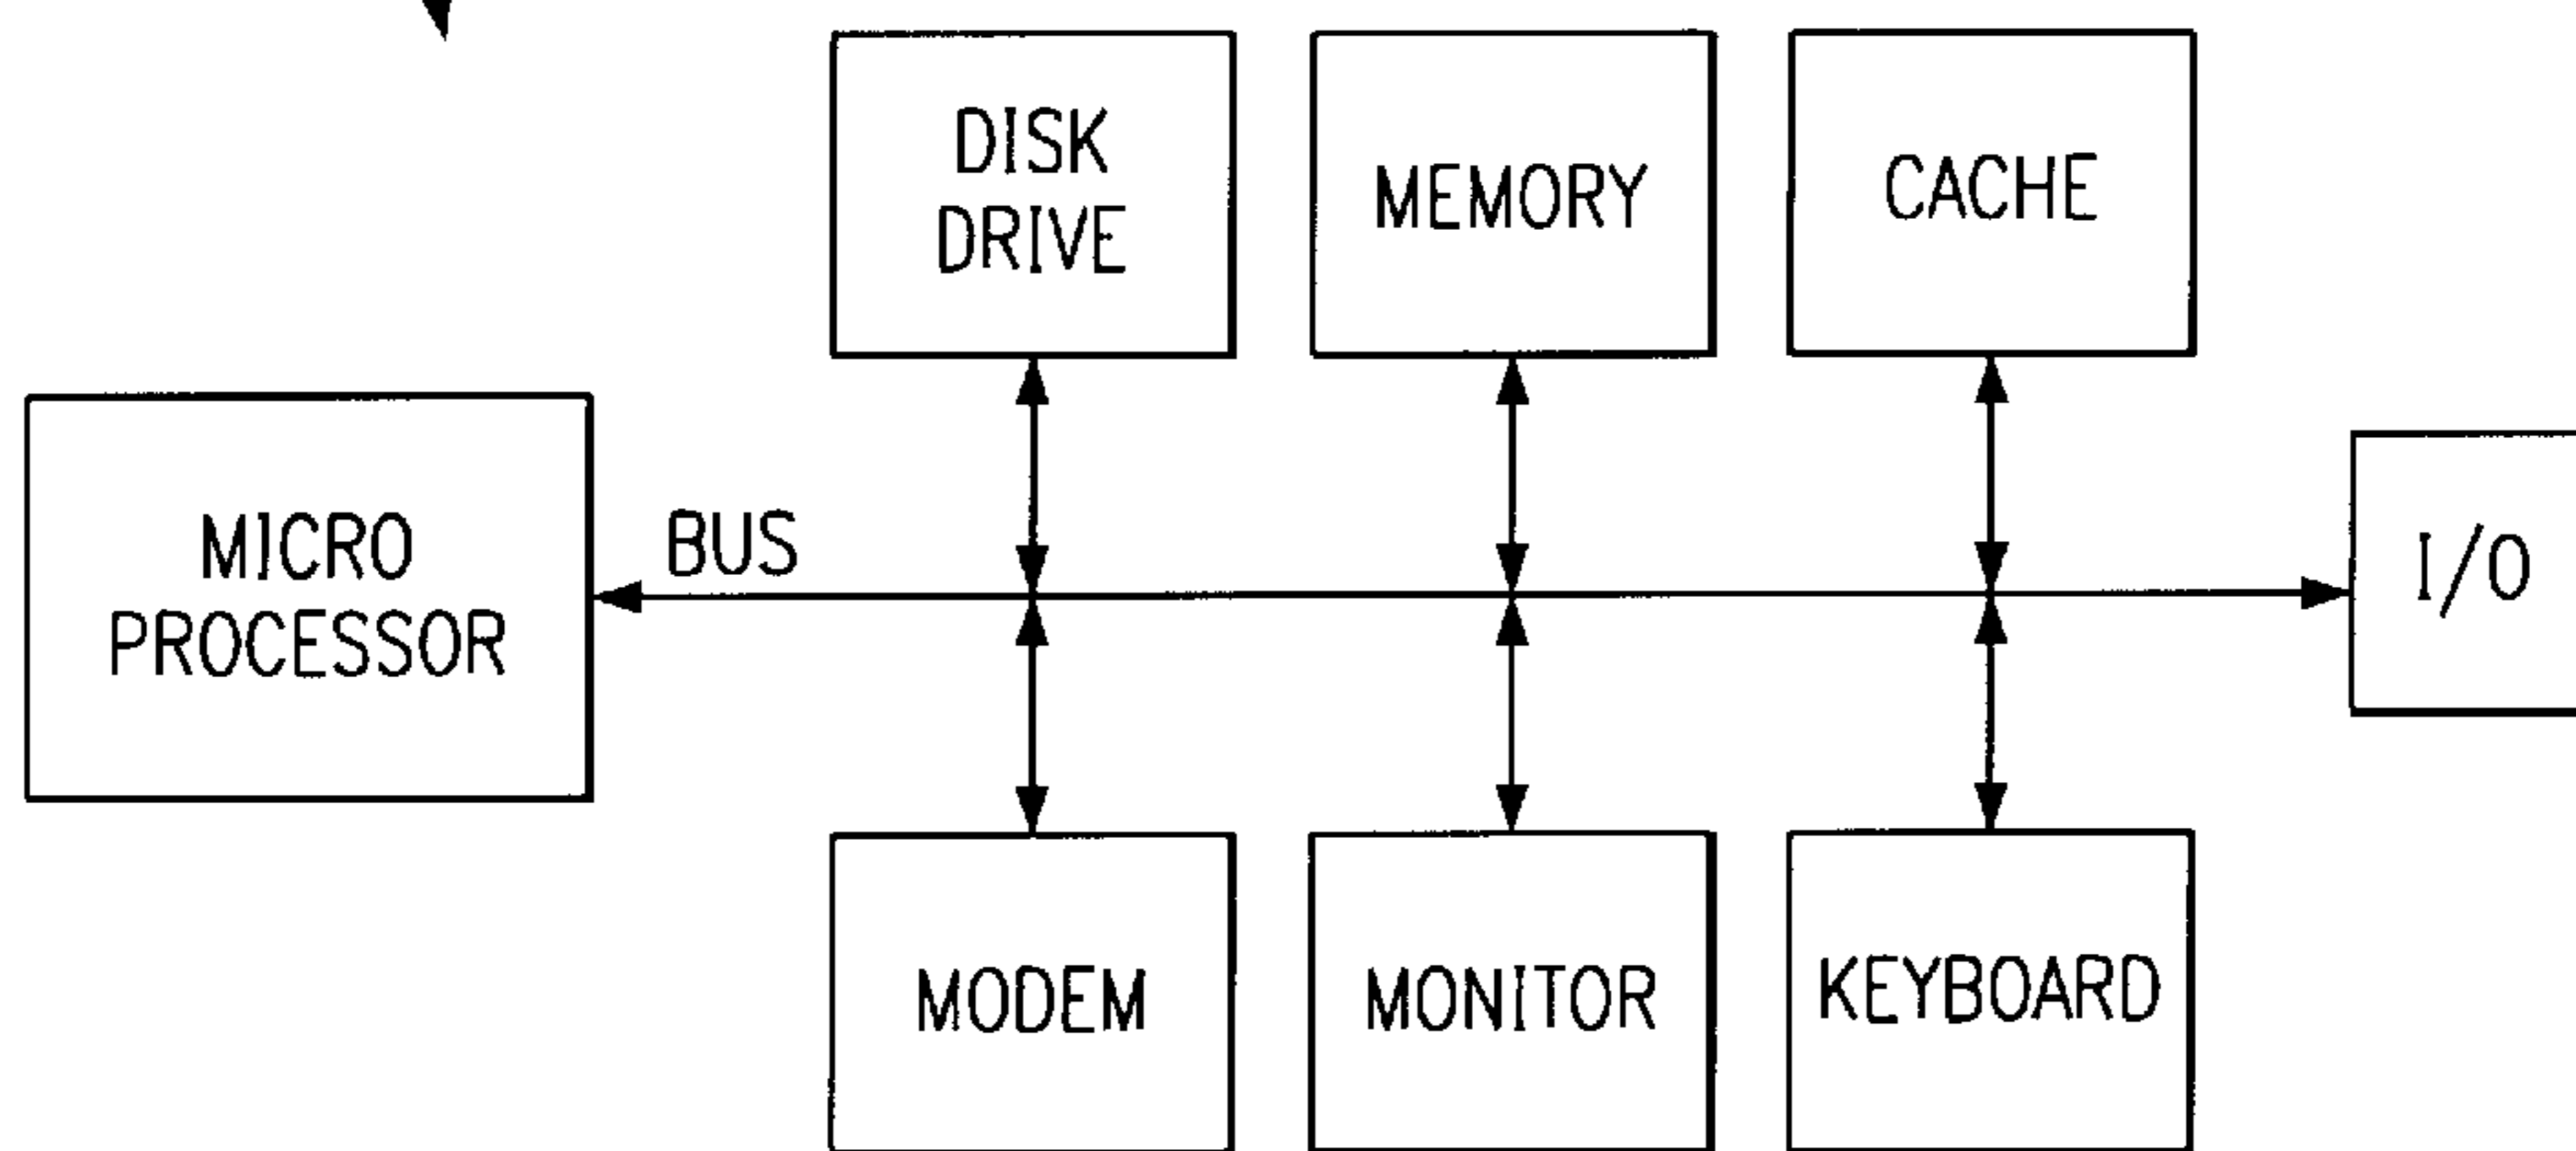 DISK
DRIVE
MEMORY
CACHE
MICRO
PROCESSOR
BUS
I/O
MODEM
MONITOR
KEYBOARD